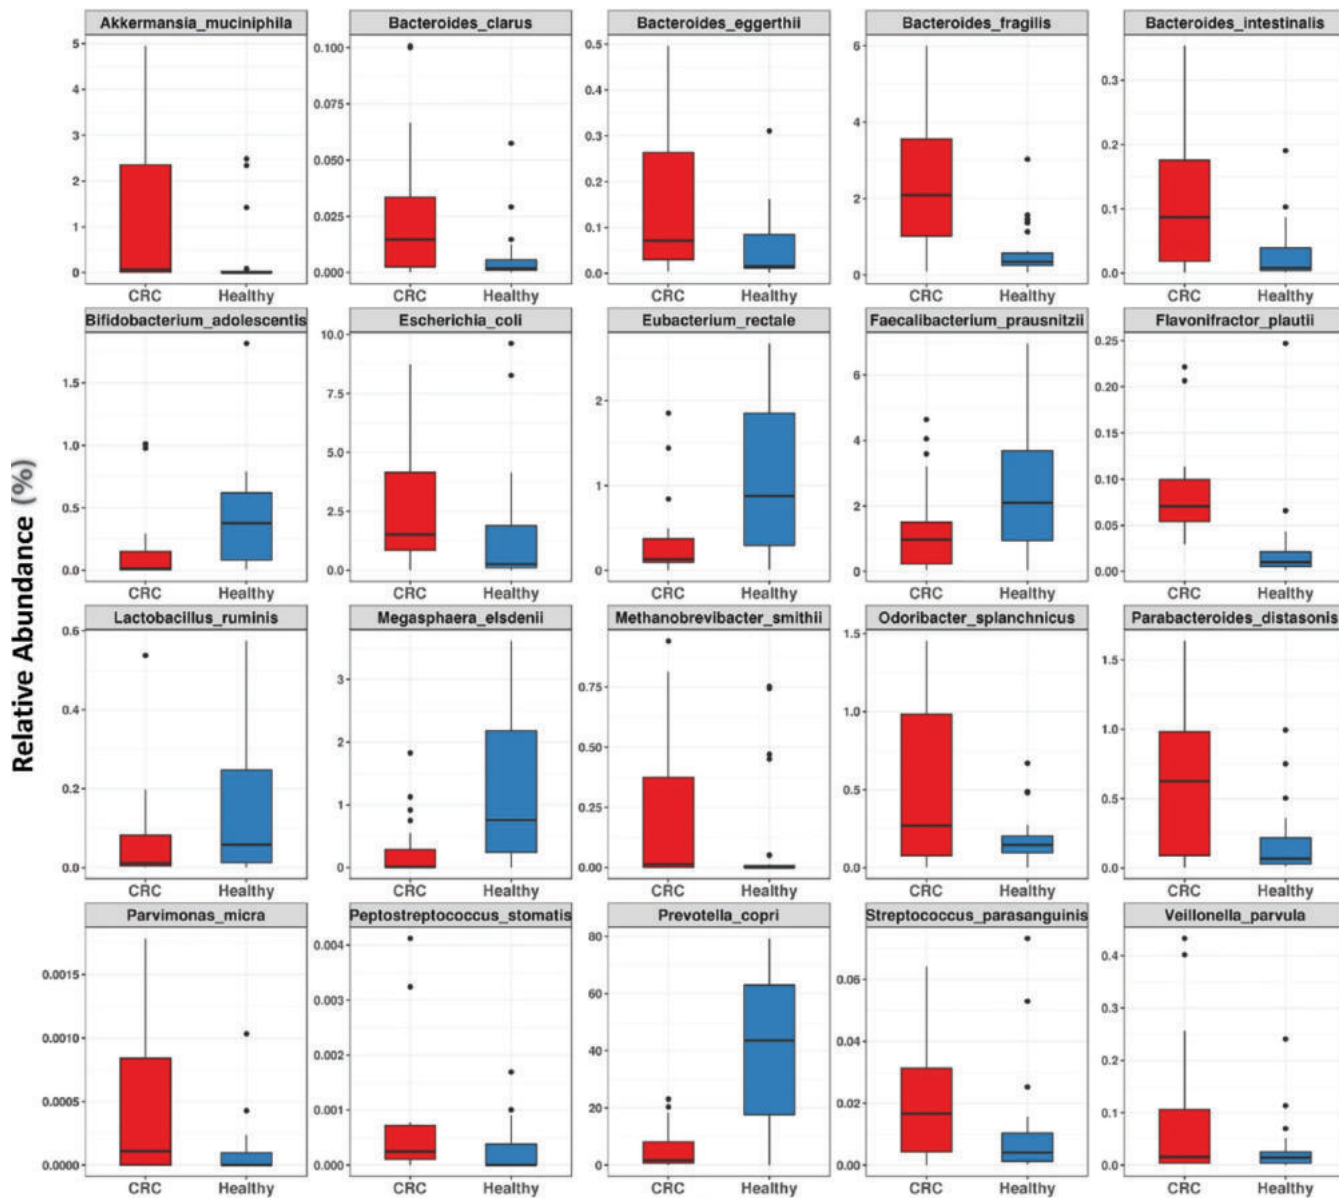 Relative Abundance (%)
Akkermansia_muciniphila
5
4
3
2
1
0
CRC Healthy
Bacteroides_clarus
0.100
0.075
0.050
0.025
0.000
CRC Healthy
Bacteroides_eggerthii
0.5
0.4
0.3
0.2
0.1
0.0
CRC Healthy
Bacteroides_fragilis
6
4
2
0
CRC Healthy
Bacteroides_intestinalis
0.3
0.2
0.1
0.0
CRC Healthy
Bifidobacterium_adolescentis
1.5
1.0
0.5
0.0
CRC Healthy
Escherichia_coli
10.0
7.5
5.0
2.5
0.0
CRC Healthy
Eubacterium_rectale
2
1
0
CRC Healthy
Faecalibacterium_prausnitzii
6
4
2
0
CRC Healthy
Flavonifractor_plautii
0.25
0.20
0.15
0.10
0.05
0.00
CRC Healthy
Lactobacillus_ruminis
0.6
0.4
0.2
0.0
CRC Healthy
Megasphaera_elsdenii
3
2
1
0
CRC Healthy
Methanobrevibacter_smithii
0.75
0.50
0.25
0.00
CRC Healthy
Odoribacter_splanchnicus
1.5
1.0
0.5
0.0
CRC Healthy
Parabacteroides_distasonis
1.5
1.0
0.5
0.0
CRC Healthy
Parvimonas_micra
0.0015
0.0010
0.0005
0.0000
CRC Healthy
Peptostreptococcus_stomatis
0.004
0.003
0.002
0.001
0.000
CRC Healthy
Prevotella_copri
80
60
40
20
0
CRC Healthy
Streptococcus_parasanguinis
0.06
0.04
0.02
0.00
CRC Healthy
Veillonella_parvula
0.4
0.3
0.2
0.1
0.0
CRC Healthy